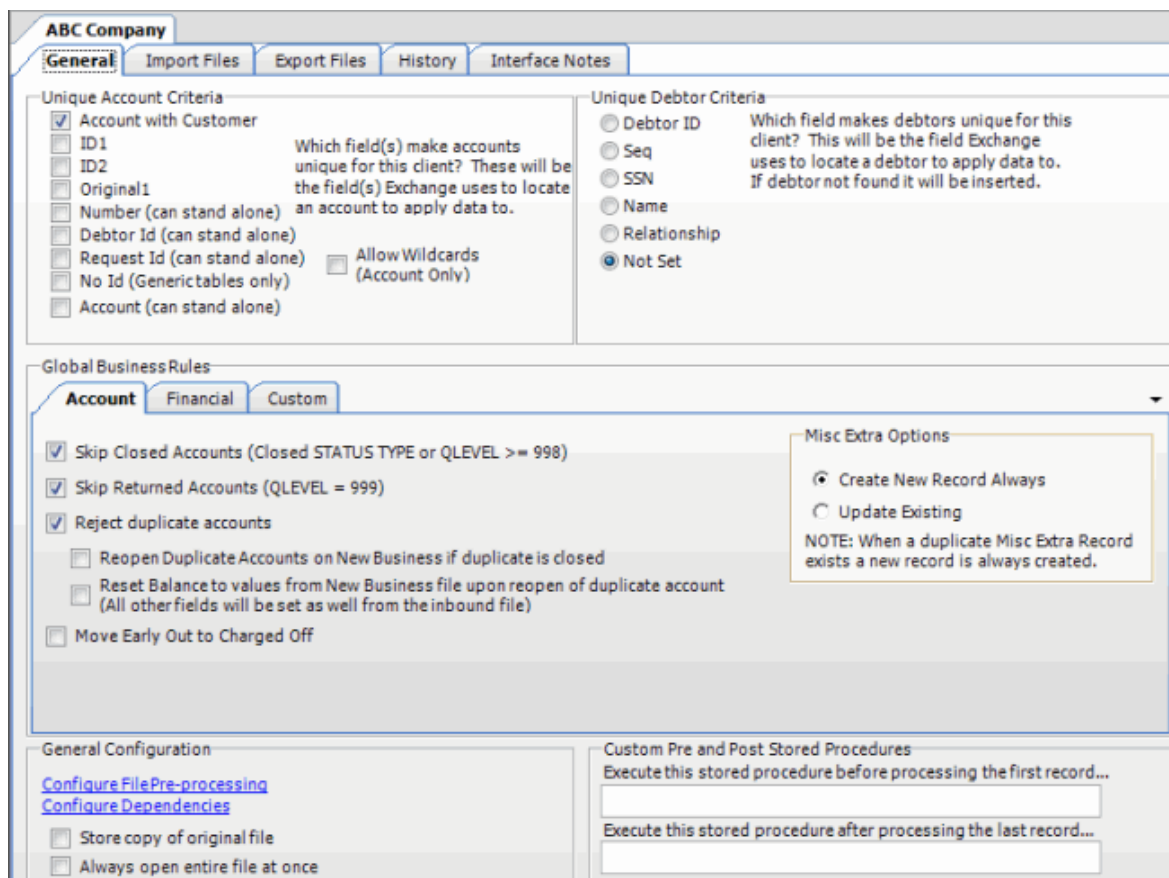 ABC Company
General
Import Files
Export Files
History
Interface Notes
Unique Account Criteria
Account with Customer
ID1
ID2
Original1
Number (can stand alone)
Debtor Id (can stand alone)
Request Id (can stand alone)
No Id (Generic tables only)
Account (can stand alone)
Which field(s) make accounts
unique for this client? These will be
the field(s) Exchange uses to locate
an account to apply data to.
Allow Wildcards
(Account Only)
Unique Debtor Criteria
Debtor ID
Seq
SSN
Name
Relationship
Not Set
Which field makes debtors unique for this
client? This will be the field Exchange
uses to locate a debtor to apply data to.
If debtor not found it will be inserted.
Global Business Rules
Account
Financial
Custom
Skip Closed Accounts (Closed STATUS TYPE or QLEVEL >= 998)
Skip Returned Accounts (QLEVEL = 999)
Reject duplicate accounts
Reopen Duplicate Accounts on New Business if duplicate is closed
Reset Balance to values from New Business file upon reopen of duplicate account
(All other fields will be set as well from the inbound file)
Move Early Out to Charged Off
Misc Extra Options
Create New Record Always
Update Existing
NOTE: When a duplicate Misc Extra Record
exists a new record is always created.
General Configuration
Configure File Pre-processing
Configure Dependencies
Store copy of original file
Always open entire file at once
Custom Pre and Post Stored Procedures
Execute this stored procedure before processing the first record...
Execute this stored procedure after processing the last record...